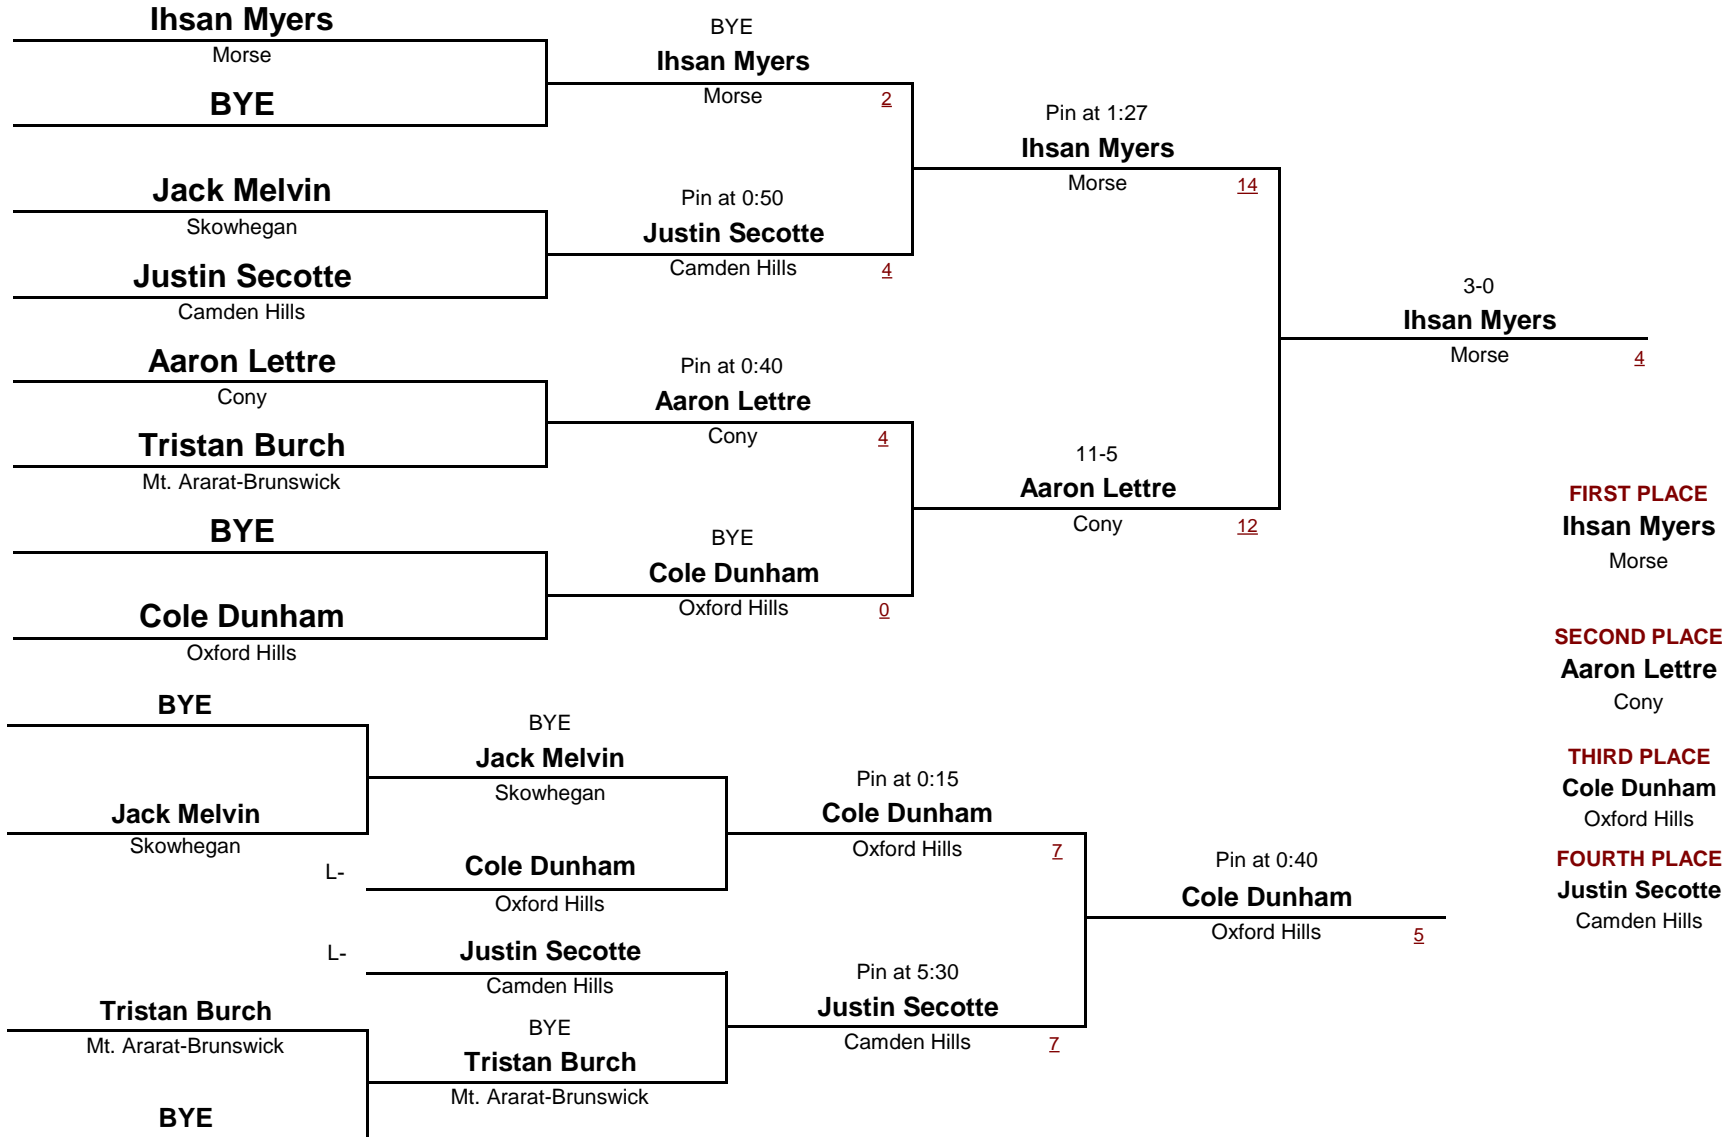 Ihsan Myers
Morse
BYE
Jack Melvin
Skowhegan
Justin Secotte
Camden Hills
Aaron Lettre
Cony
Tristan Burch
Mt. Ararat-Brunswick
BYE
Cole Dunham
Oxford Hills
BYE
Ihsan Myers
Morse 2
Pin at 0:50
Justin Secotte
Camden Hills 4
Pin at 0:40
Aaron Lettre
Cony 4
BYE
Cole Dunham
Oxford Hills 0
Pin at 1:27
Ihsan Myers
Morse 14
11-5
Aaron Lettre
Cony 12
3-0
Ihsan Myers
Morse 4
FIRST PLACE
Ihsan Myers
Morse
SECOND PLACE
Aaron Lettre
Cony
THIRD PLACE
Cole Dunham
Oxford Hills
FOURTH PLACE
Justin Secotte
Camden Hills
BYE
Jack Melvin
Skowhegan
Tristan Burch
Mt. Ararat-Brunswick
BYE
BYE
Jack Melvin
Skowhegan
L- Cole Dunham
Oxford Hills
L- Justin Secotte
Camden Hills
BYE
Tristan Burch
Mt. Ararat-Brunswick
Pin at 0:15
Cole Dunham
Oxford Hills 7
Pin at 5:30
Justin Secotte
Camden Hills 7
Pin at 0:40
Cole Dunham
Oxford Hills 5